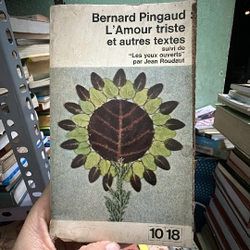 Bernard Pingaud
L'Amour triste
et autres textes
suivi de
"Les yeux ouverts"
par Jean Roudaut
10 18